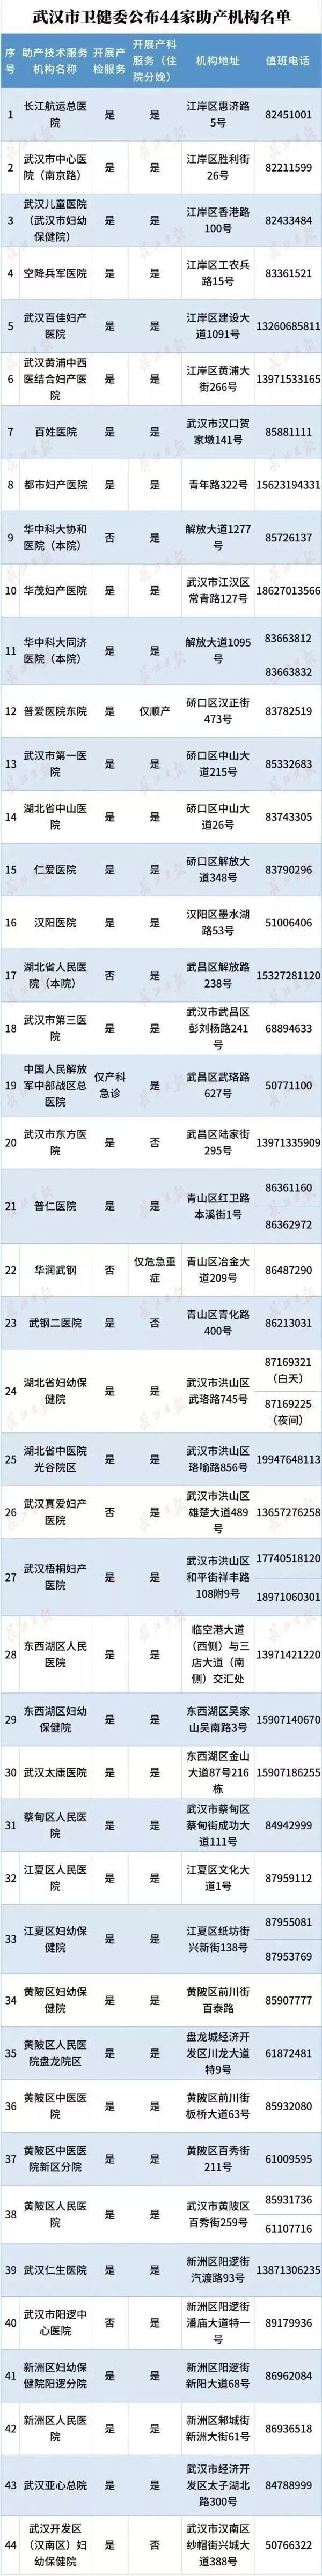 武汉市卫健委公布44家助产机构名单
序号 助产技术服务机构名称 开展产检服务 开展产科服务（住院分娩） 机构地址 值班电话
1 长江航运总医院 是 是 江岸区惠济路5号 82451001
2 武汉市中心医院（南京路） 是 是 江岸区胜利街26号 82211599
3 武汉儿童医院（武汉市妇幼保健院） 是 是 江岸区香港路100号 82433484
4 空降兵军医院 是 是 江岸区工农兵路15号 83361521
5 武汉百佳妇产医院 是 是 江岸区建设大道1091号 13260685811
6 武汉黄浦中西医结合妇产医院 是 是 江岸区黄浦大街266号 13971533165
7 百姓医院 是 是 武汉市汉口贺家墩141号 85881111
8 都市妇产医院 是 是 青年路322号 15623194331
9 华中科大协和医院（本院） 否 是 解放大道1277号 85726137
10 华茂妇产医院 是 是 武汉市江汉区常青路127号 18627013566
11 华中科大同济医院（本院） 是 是 解放大道1095号 83663812 83663832
12 普爱医院东院 是 仅顺产 硚口区汉正街473号 83782519
13 武汉市第一医院 是 是 硚口区中山大道215号 85332683
14 湖北省中山医院 是 是 硚口区中山大道26号 83743305
15 仁爱医院 是 是 硚口区解放大道348号 83790296
16 汉阳医院 是 是 汉阳区墨水湖路53号 51006406
17 湖北省人民医院（本院） 否 是 武昌区解放路238号 15327281120
18 武汉市第三医院 是 是 武汉市武昌区彭刘杨路241号 68894633
19 中国人民解放军中部战区总医院 仅产科急诊 是 武昌区武珞路627号 50771100
20 武汉市东方医院 是 否 武昌区陆家街295号 13971335909
21 普仁医院 是 是 青山区红卫路本溪街1号 86361160 86362972
22 华润武钢 否 仅危急重症 青山区冶金大道209号 86487290
23 武钢二医院 是 否 青山区青化路400号 86213031
24 湖北省妇幼保健院 是 是 武汉市洪山区武珞路745号 87169321（白天） 87169225（夜间）
25 湖北省中医院光谷院区 是 是 武汉市洪山区珞喻路856号 19947648113
26 武汉真爱妇产医院 否 是 武汉市洪山区雄楚大道489号 13657276258
27 武汉梧桐妇产医院 是 是 武汉市洪山区和平街祥丰路108附9号 17740518120 18971060301
28 东西湖区人民医院 是 是 临空港大道（西侧）与三店大道（南侧）交汇处 13971421220
29 东西湖区妇幼保健院 是 是 东西湖区吴家山吴南路3号 15907140670
30 武汉太康医院 是 是 东西湖区金山大道87号216栋 15907186255
31 蔡甸区人民医院 是 是 武汉市蔡甸区蔡甸街成功大道111号 84942999
32 江夏区人民医院 是 是 江夏区文化大道1号 87959112
33 江夏区妇幼保健院 是 是 江夏区纸坊街兴新街138号 87955081 87953769
34 黄陂区妇幼保健院 是 是 黄陂区前川街百泰路 85907777
35 黄陂区人民医院盘龙院区 是 是 盘龙城经济开发区川龙大道特9号 61872481
36 黄陂区中医医院 是 是 黄陂区前川街板桥大道63号 85932080
37 黄陂区中医医院新区分院 是 是 黄陂区百秀街211号 61009595
38 黄陂区人民医院 是 是 武汉市黄陂区百秀街259号 85931736 61107716
39 武汉仁生医院 是 是 新洲区阳逻街汽渡路93号 13871306235
40 武汉市阳逻中心医院 否 是 新洲区阳逻街潘庙大道特一号 89179936
41 新洲区妇幼保健院阳逻分院 是 是 新洲区阳逻街新阳大道68号 86962084
42 新洲区人民医院 是 是 新洲区邾城街新洲大街61号 86936518
43 武汉亚心总院 是 是 武汉市经济开发区太子湖北路300号 84788999
44 武汉开发区（汉南区）妇幼保健院 是 否 武汉市汉南区纱帽街兴城大道388号 50766322